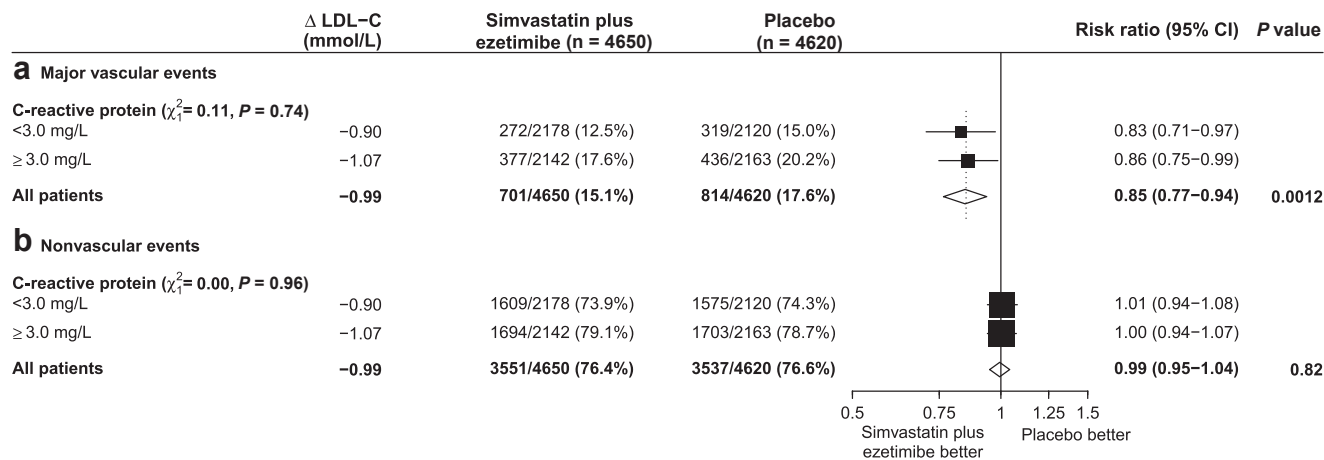 Δ LDL−C (mmol/L) Simvastatin plus ezetimibe (n = 4650) Placebo (n = 4620) Risk ratio (95% CI) P value
a Major vascular events
C-reactive protein (χ²₁= 0.11, P = 0.74)
<3.0 mg/L −0.90 272/2178 (12.5%) 319/2120 (15.0%) 0.83 (0.71−0.97)
≥ 3.0 mg/L −1.07 377/2142 (17.6%) 436/2163 (20.2%) 0.86 (0.75−0.99)
All patients −0.99 701/4650 (15.1%) 814/4620 (17.6%) 0.85 (0.77−0.94) 0.0012
b Nonvascular events
C-reactive protein (χ²₁= 0.00, P = 0.96)
<3.0 mg/L −0.90 1609/2178 (73.9%) 1575/2120 (74.3%) 1.01 (0.94−1.08)
≥ 3.0 mg/L −1.07 1694/2142 (79.1%) 1703/2163 (78.7%) 1.00 (0.94−1.07)
All patients −0.99 3551/4650 (76.4%) 3537/4620 (76.6%) 0.99 (0.95−1.04) 0.82
0.5 0.75 1 1.25 1.5
Simvastatin plus ezetimibe better Placebo better